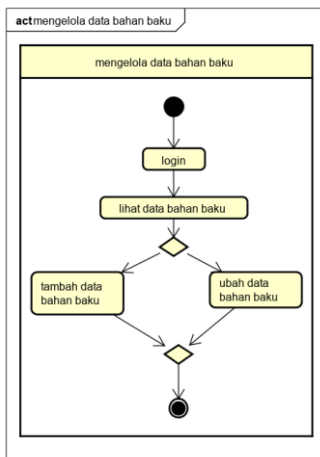 act mengelola data bahan baku
mengelola data bahan baku
login
lihat data bahan baku
tambah data
bahan baku
ubah data
bahan baku